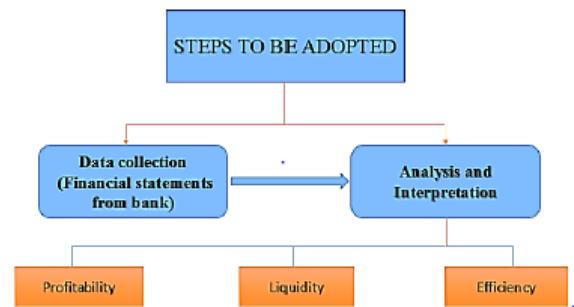 STEPS TO BE ADOPTED
Data collection
(Financial statements
from bank)
Analysis and
Interpretation
Profitability
Liquidity
Efficiency